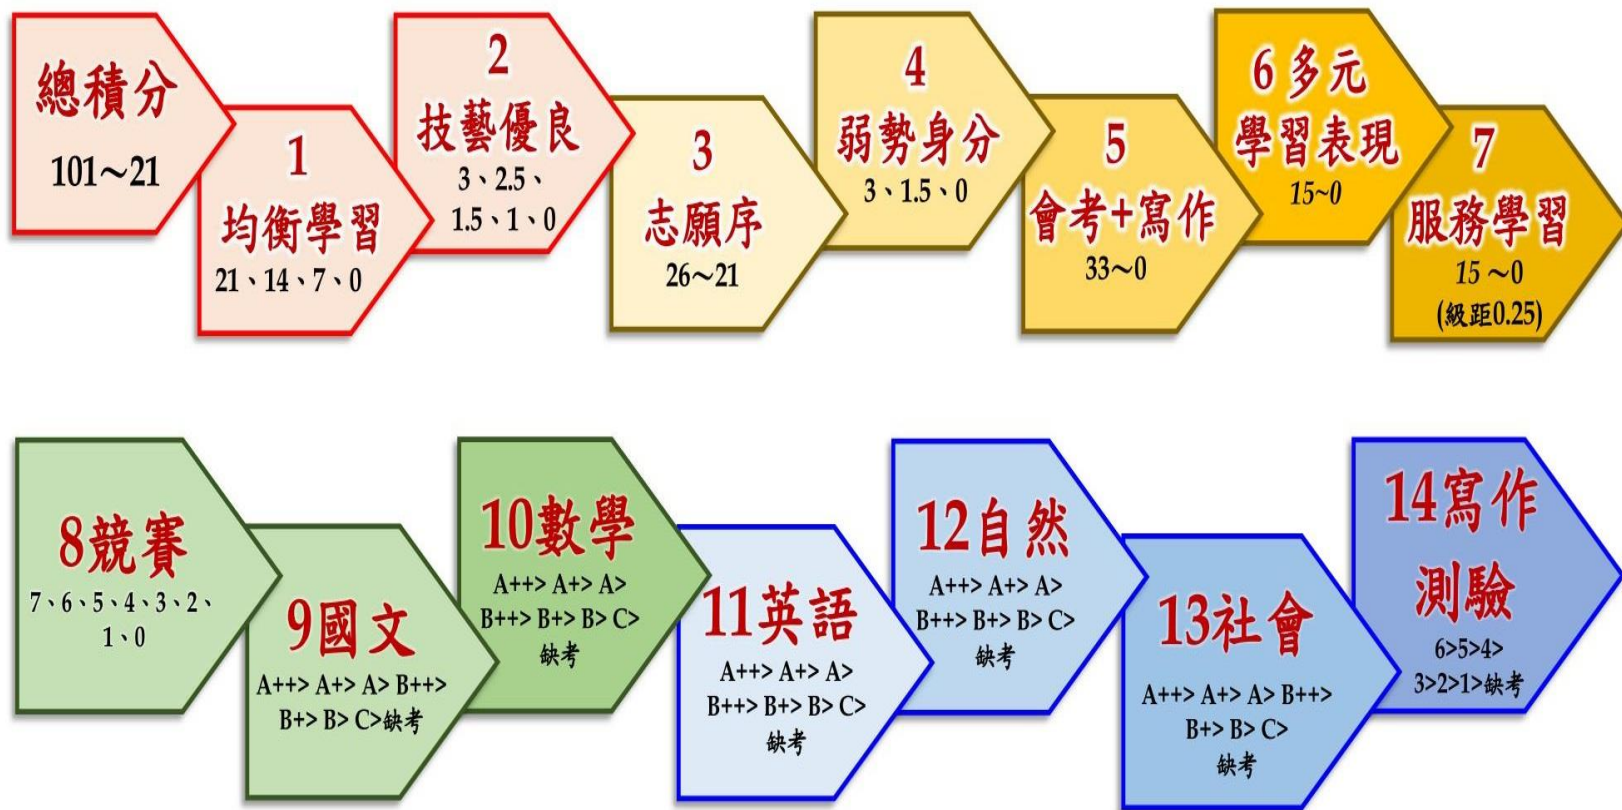 總積分
101～21
1
均衡學習
21、14、7、0
2
技藝優良
3、2.5、
1.5、1、0
3
志願序
26～21
4
弱勢身分
3、1.5、0
5
會考+寫作
33～0
6 多元
學習表現
15~0
7
服務學習
15 ～0
(級距0.25)
8競賽
7、6、5、4、3、2、
1、0
9國文
A++> A+> A> B++>
B+> B> C>缺考
10數學
A++> A+> A>
B++> B+> B> C>
缺考
11英語
A++> A+> A>
B++> B+> B> C>
缺考
12自然
A++> A+> A>
B++> B+> B> C>
缺考
13社會
A++> A+> A> B++>
B+> B> C>
缺考
14寫作
測驗
6>5>4>
3>2>1>缺考